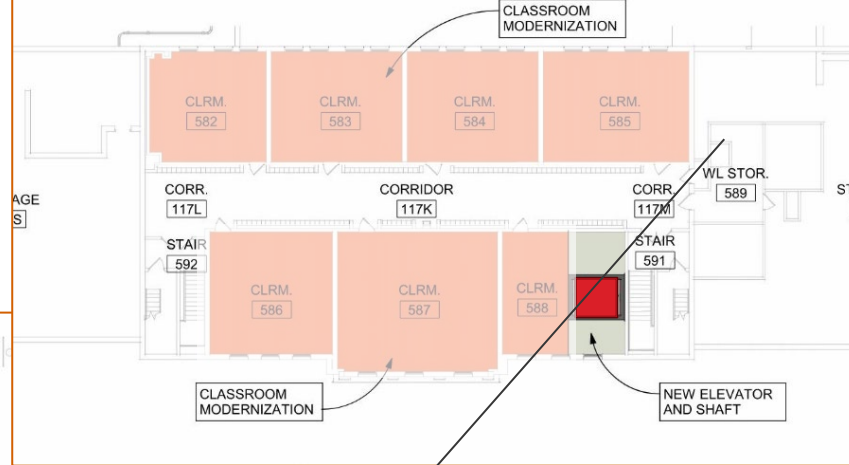 CLASSROOM
MODERNIZATION
CLRM.
582
CLRM.
583
CLRM.
584
CLRM.
585
CORR.
117L
CORRIDOR
117K
CORR.
117M
WL STOR.
589
AGE
S
ST
STAIR
592
STAIR
591
CLRM.
586
CLRM.
587
CLRM.
588
CLASSROOM
MODERNIZATION
NEW ELEVATOR
AND SHAFT